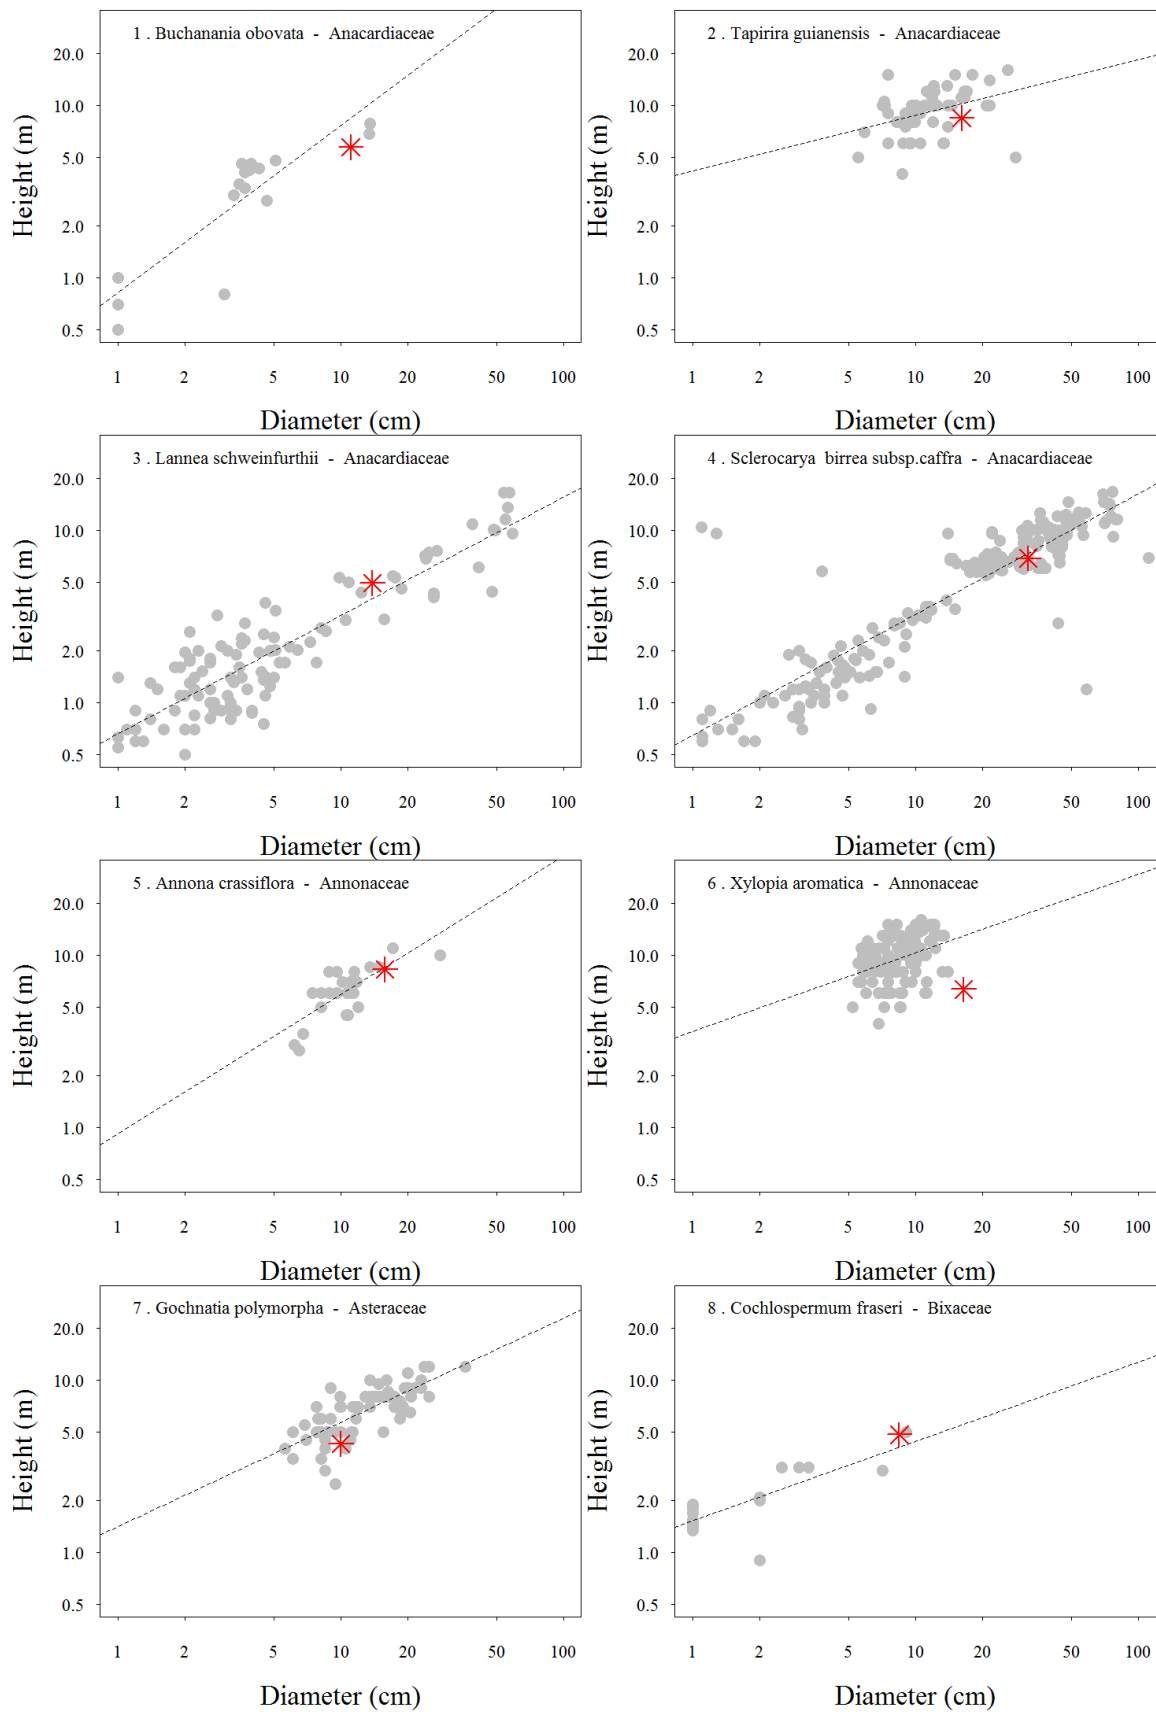 1 . Buchanania obovata - Anacardiaceae
20.0
10.0
5.0
2.0
1.0
0.5
Height (m)
1 2 5 10 20 50 100
Diameter (cm)
2 . Tapirira guianensis - Anacardiaceae
20.0
10.0
5.0
2.0
1.0
0.5
Height (m)
1 2 5 10 20 50 100
Diameter (cm)
3 . Lannea schweinfurthii - Anacardiaceae
20.0
10.0
5.0
2.0
1.0
0.5
Height (m)
1 2 5 10 20 50 100
Diameter (cm)
4 . Sclerocarya birrea subsp.caffra - Anacardiaceae
20.0
10.0
5.0
2.0
1.0
0.5
Height (m)
1 2 5 10 20 50 100
Diameter (cm)
5 . Annona crassiflora - Annonaceae
20.0
10.0
5.0
2.0
1.0
0.5
Height (m)
1 2 5 10 20 50 100
Diameter (cm)
6 . Xylopia aromatica - Annonaceae
20.0
10.0
5.0
2.0
1.0
0.5
Height (m)
1 2 5 10 20 50 100
Diameter (cm)
7 . Gochnatia polymorpha - Asteraceae
20.0
10.0
5.0
2.0
1.0
0.5
Height (m)
1 2 5 10 20 50 100
Diameter (cm)
8 . Cochlospermum fraseri - Bixaceae
20.0
10.0
5.0
2.0
1.0
0.5
Height (m)
1 2 5 10 20 50 100
Diameter (cm)